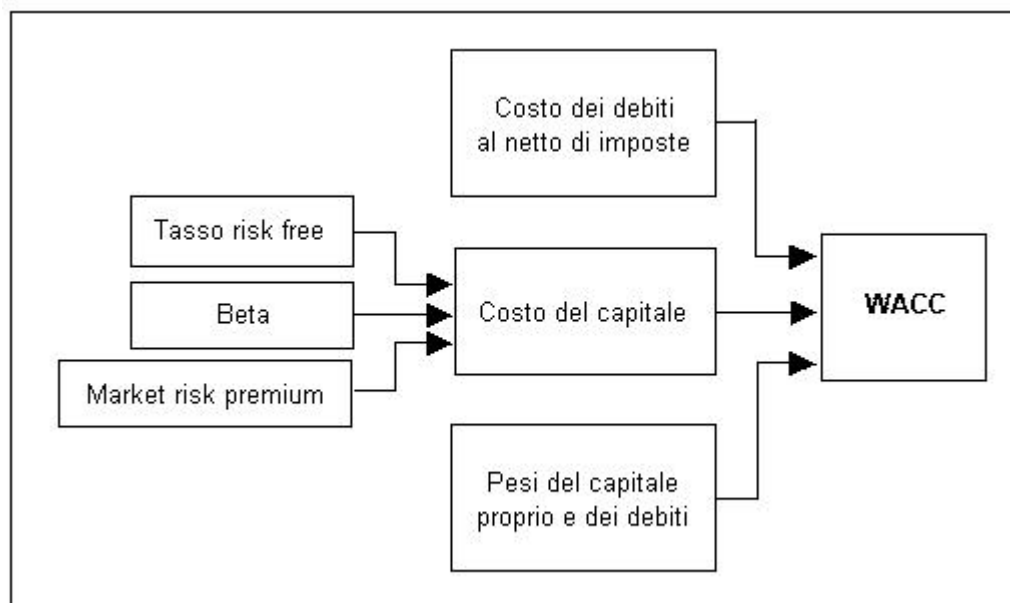 Costo dei debiti
al netto di imposte
Tasso risk free
Beta
Market risk premium
Costo del capitale
WACC
Pesi del capitale
proprio e dei debiti